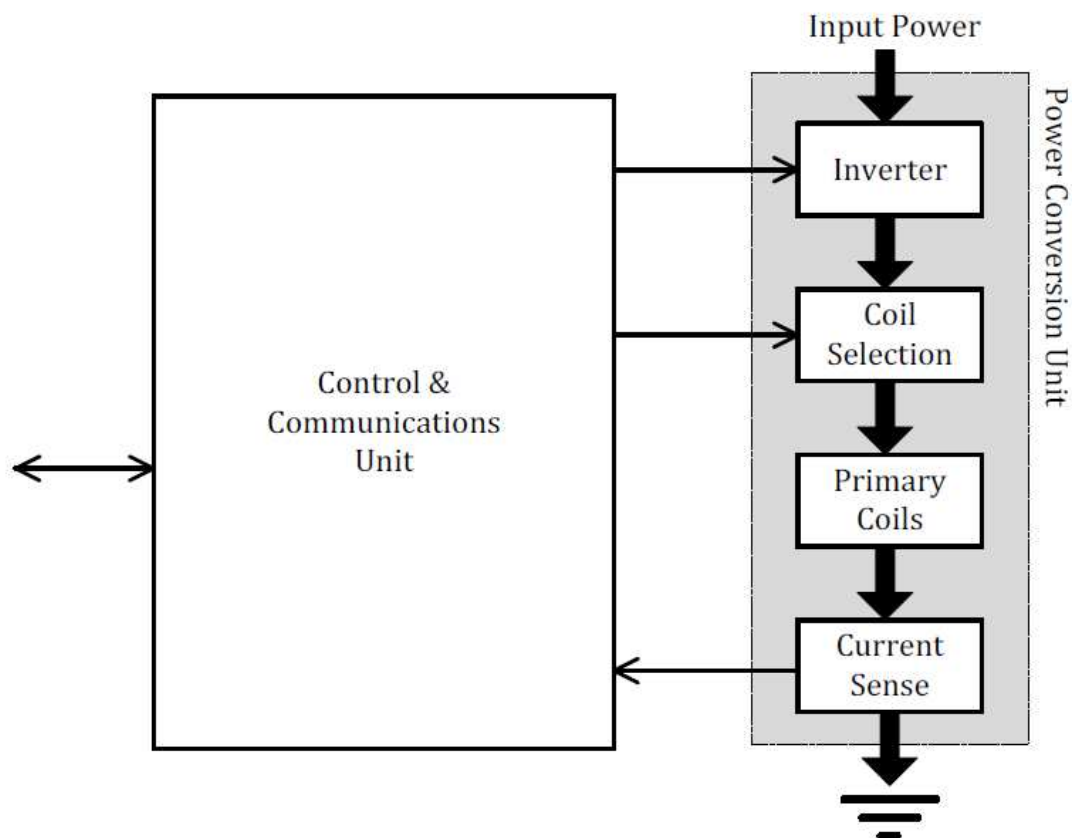 Input Power
Inverter
Coil
Selection
Control &
Communications
Unit
Primary
Coils
Current
Sense
Power Conversion Unit